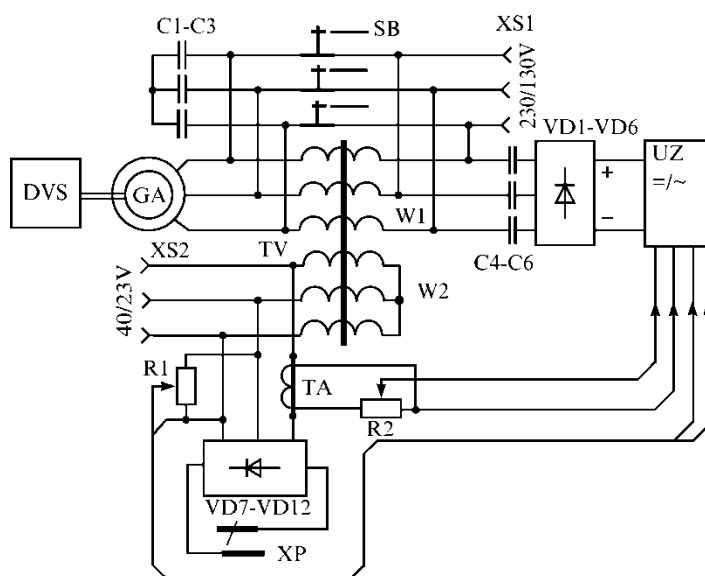 C1-C3
SB
XS1
230/130V
VD1-VD6
DVS
GA
+
−
UZ
=/~
W1
XS2
TV
C4-C6
W2
40/23V
R1
TA
R2
VD7-VD12
XP